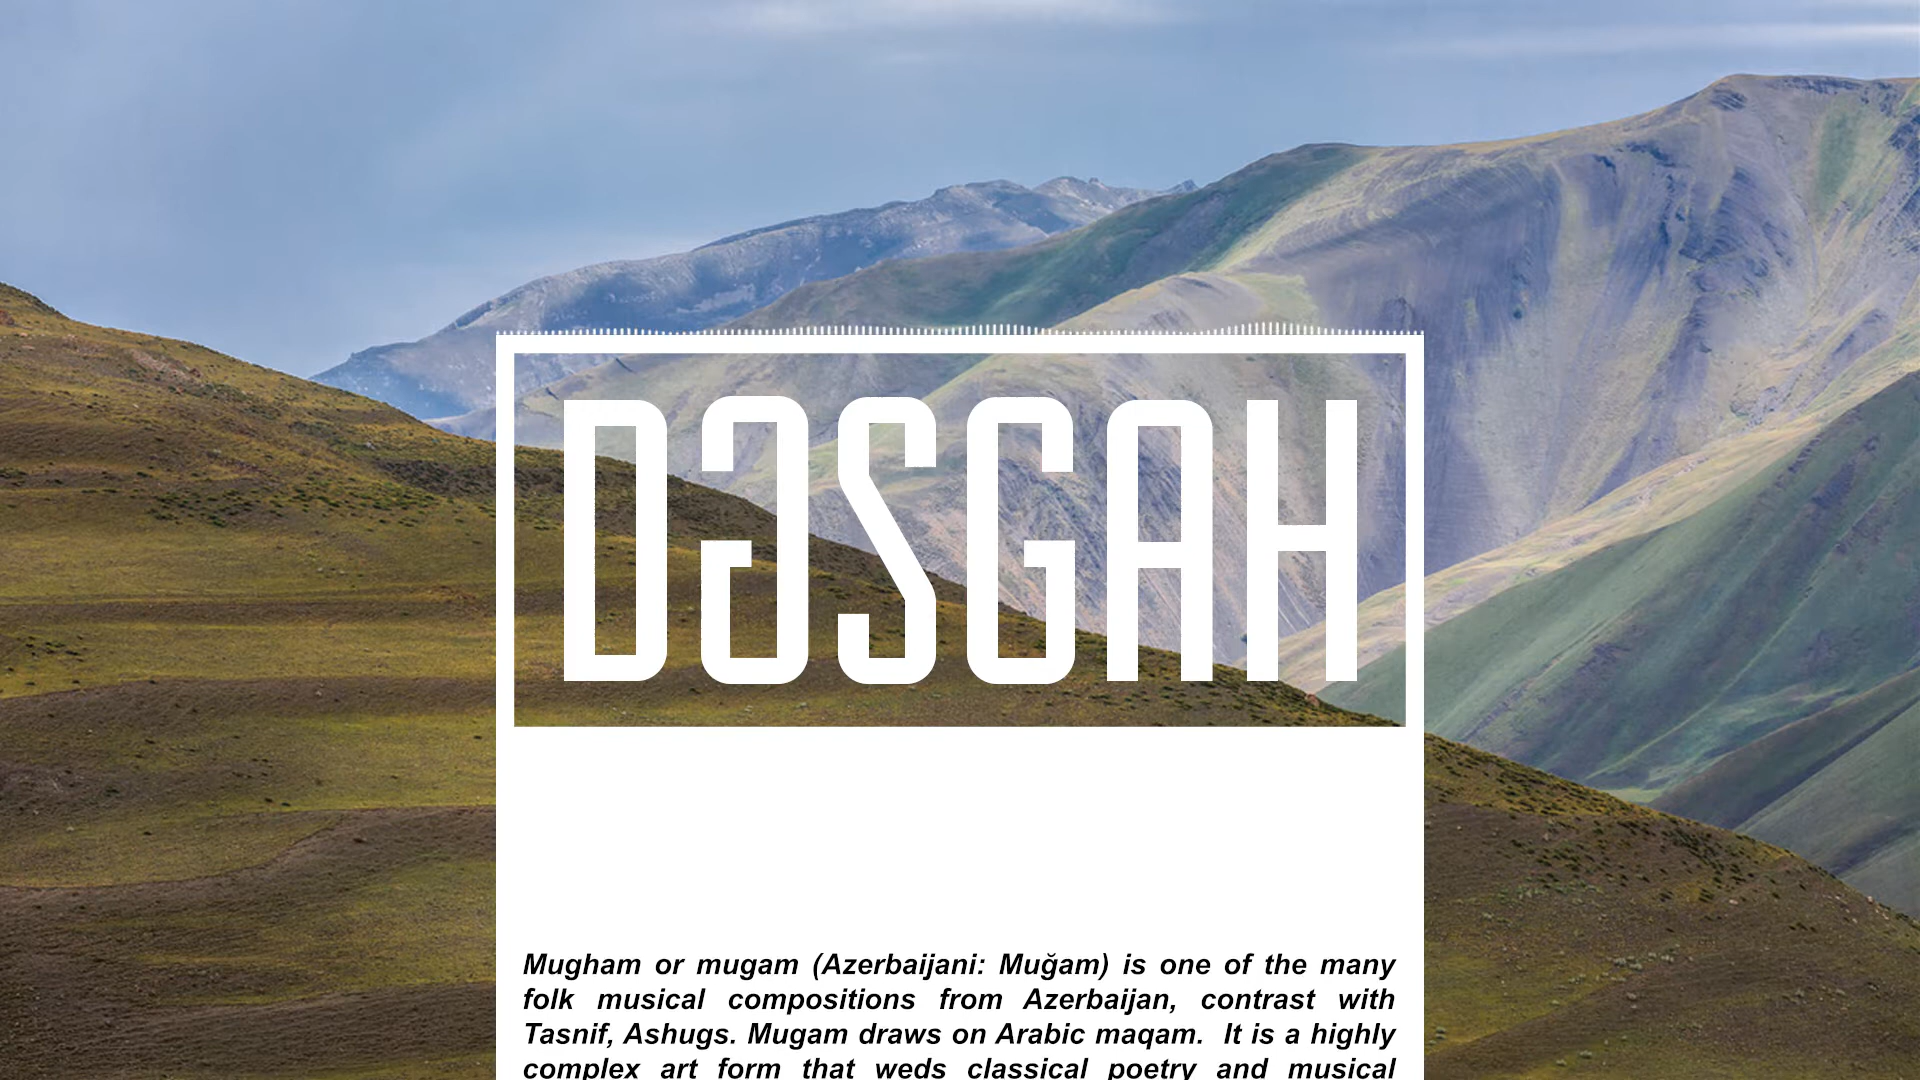 DƏSGAH
Mugham or mugam (Azerbaijani: Muğam) is one of the many
folk musical compositions from Azerbaijan, contrast with
Tasnif, Ashugs. Mugam draws on Arabic maqam. It is a highly
complex art form that weds classical poetry and musical